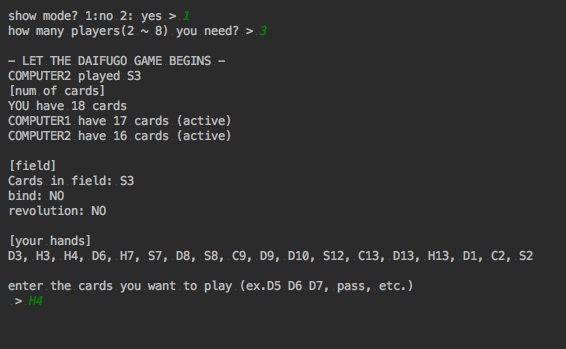 show mode? 1:no 2: yes > 1
how many players(2 ~ 8) you need? > 3
– LET THE DAIFUGO GAME BEGINS –
COMPUTER2 played S3
[num of cards]
YOU have 18 cards
COMPUTER1 have 17 cards (active)
COMPUTER2 have 16 cards (active)
[field]
Cards in field: S3
bind: NO
revolution: NO
[your hands]
D3, H3, H4, D6, H7, S7, D8, S8, C9, D9, D10, S12, C13, D13, H13, D1, C2, S2
enter the cards you want to play (ex.D5 D6 D7, pass, etc.)
> H4